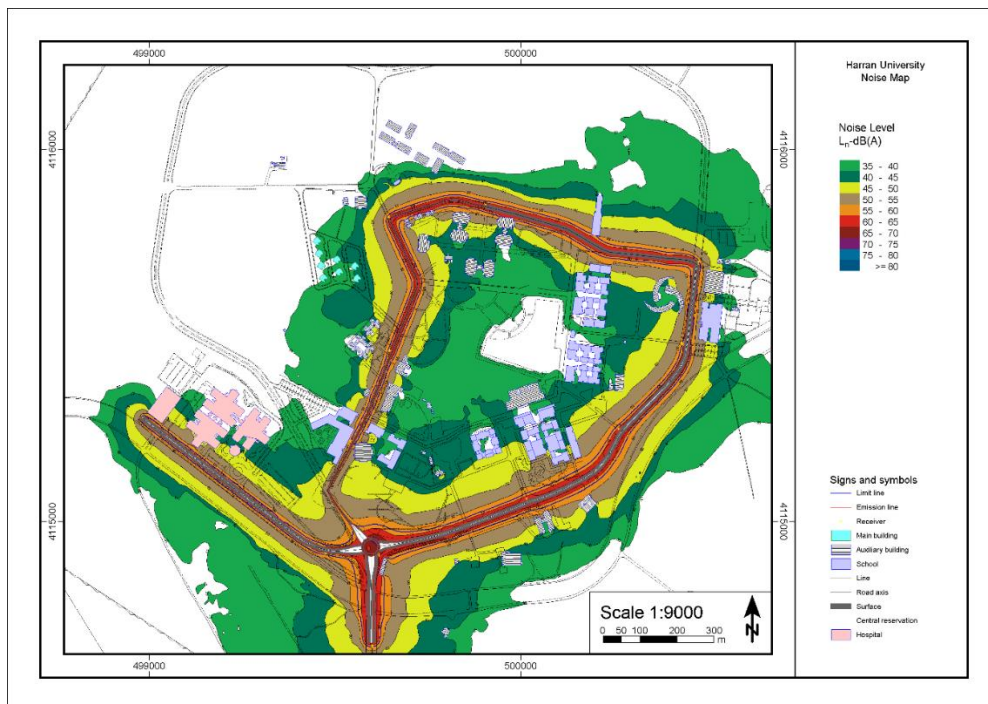 499000
500000
Harran University
Noise Map
Noise Level
Ln-dB(A)
35 - 40
40 - 45
45 - 50
50 - 55
55 - 60
60 - 65
65 - 70
70 - 75
75 - 80
>= 80
4116000
4116000
4115000
4115000
Signs and symbols
Limit line
Emission line
Receiver
Main building
Auxiliary building
School
Line
Road axis
Surface
Central reservation
Hospital
Scale 1:9000
0 50 100 200 300
m
N
499000
500000